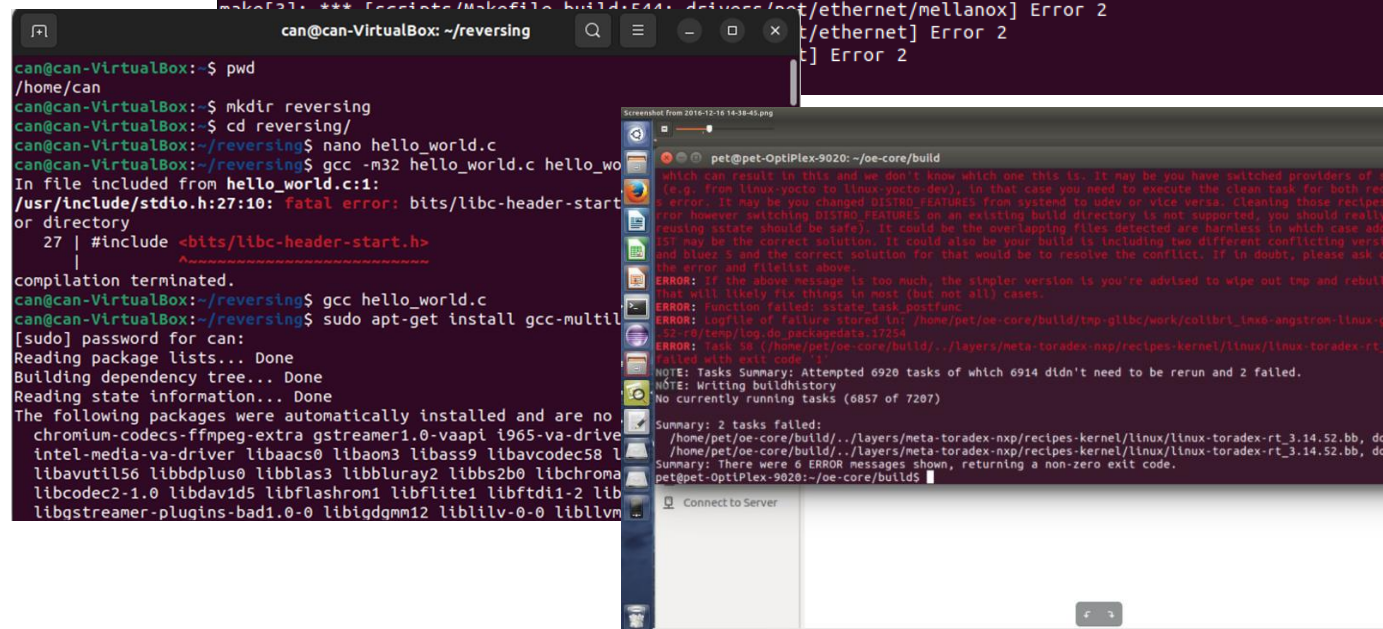 make[3]: *** [scripts/Makefile.build:544: drivers/net/ethernet/mellanox] Error 2
t/ethernet] Error 2
t] Error 2
can@can-VirtualBox: ~/reversing
can@can-VirtualBox:~$ pwd
/home/can
can@can-VirtualBox:~$ mkdir reversing
can@can-VirtualBox:~$ cd reversing/
can@can-VirtualBox:~/reversing$ nano hello_world.c
can@can-VirtualBox:~/reversing$ gcc -m32 hello_world.c hello_wo
In file included from hello_world.c:1:
/usr/include/stdio.h:27:10: fatal error: bits/libc-header-start
or directory
27 | #include <bits/libc-header-start.h>
| ^~~~~~~~~~~~~~~~~~~~~~~~~~
compilation terminated.
can@can-VirtualBox:~/reversing$ gcc hello_world.c
can@can-VirtualBox:~/reversing$ sudo apt-get install gcc-multil
[sudo] password for can:
Reading package lists... Done
Building dependency tree... Done
Reading state information... Done
The following packages were automatically installed and are no
chromium-codecs-ffmpeg-extra gstreamer1.0-vaapi i965-va-drive
intel-media-va-driver libaacs0 libaom3 libass9 libavcodec58 l
libavutil56 libbdplus0 libblas3 libbluray2 libbs2b0 libchroma
libcodec2-1.0 libdav1d5 libflashrom1 libflite1 libftdi1-2 lib
libgstreamer-plugins-bad1.0-0 libigdgmm12 liblilv-0-0 libllvm
Screenshot from 2016-12-16 14-38-45.png
pet@pet-OptiPlex-9020: ~/oe-core/build
which can result in this and we don't know which one this is. It may be you have switched providers of s
(e.g. from linux-yocto to linux-yocto-dev), in that case you need to execute the clean task for both rec
s error. It may be you changed DISTRO_FEATURES from systemd to udev or vice versa. Cleaning those recipes
rror however switching DISTRO_FEATURES on an existing build directory is not supported, you should really
reusing sstate should be safe). It could be the overlapping files detected are harmless in which case add
IST may be the correct solution. It could also be your build is including two different conflicting versi
and bluez 5 and the correct solution for that would be to resolve the conflict. If in doubt, please ask o
the error and filelist above.
ERROR: If the above message is too much, the simpler version is you're advised to wipe out tmp and rebuil
That will likely fix things in most (but not all) cases.
ERROR: Function failed: sstate_task_postfunc
ERROR: Logfile of failure stored in: /home/pet/oe-core/build/tmp-glibc/work/colibri_imx6-angstrom-linux-g
.52-r0/temp/log.do_packagedata.17254
ERROR: Task 58 (/home/pet/oe-core/build/../layers/meta-toradex-nxp/recipes-kernel/linux/linux-toradex-rt_
failed with exit code '1'
NOTE: Tasks Summary: Attempted 6920 tasks of which 6914 didn't need to be rerun and 2 failed.
NOTE: Writing buildhistory
No currently running tasks (6857 of 7207)
Summary: 2 tasks failed:
/home/pet/oe-core/build/../layers/meta-toradex-nxp/recipes-kernel/linux/linux-toradex-rt_3.14.52.bb, do
/home/pet/oe-core/build/../layers/meta-toradex-nxp/recipes-kernel/linux/linux-toradex-rt_3.14.52.bb, do
Summary: There were 6 ERROR messages shown, returning a non-zero exit code.
pet@pet-OptiPlex-9020:~/oe-core/build$
Connect to Server